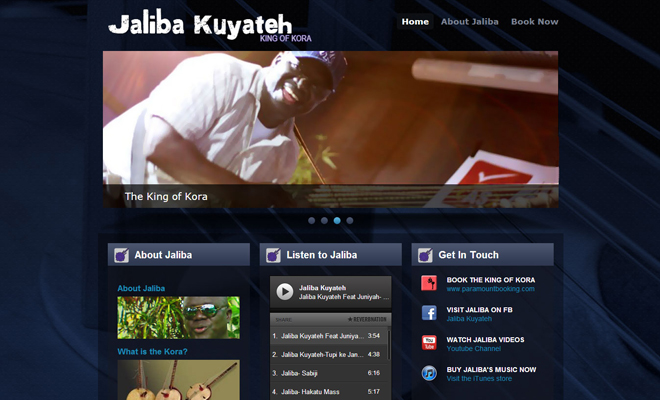 Jaliba Kuyateh
KING OF KORA
Home About Jaliba Book Now
The King of Kora
About Jaliba
About Jaliba
What is the Kora?
Listen to Jaliba
Jaliba Kuyateh
Jaliba Kuyateh Feat Juniyah- ...
SHARE REVERBNATION
1. Jaliba Kuyateh Feat Juniya... 3:54
2. Jaliba Kuyateh-Tupi ke Jan... 4:38
3. Jaliba- Sabiji 6:16
4. Jaliba- Hakatu Mass 5:17
Get In Touch
BOOK THE KING OF KORA
www.paramountbooking.com
VISIT JALIBA ON FB
Jaliba Kuyateh
You
Tube
WATCH JALIBA VIDEOS
Youtube Channel
BUY JALIBA'S MUSIC NOW
Visit the iTunes store